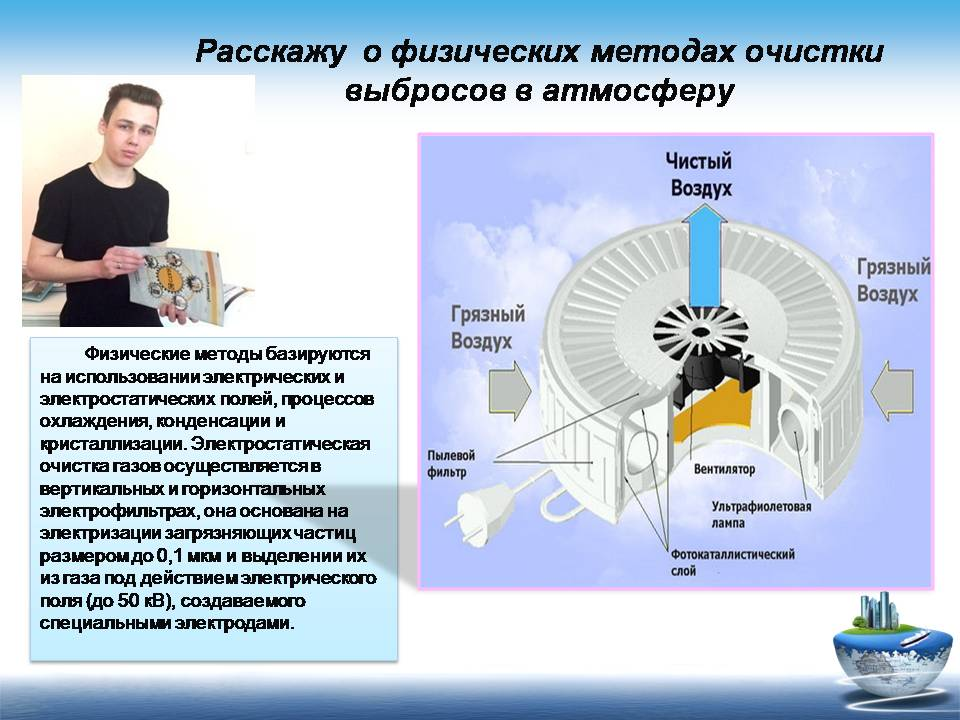 Расскажу о физических методах очистки
выбросов в атмосферу
Физические методы базируются
на использовании электрических и
электростатических полей, процессов
охлаждения, конденсации и
кристаллизации. Электростатическая
очистка газов осуществляется в
вертикальных и горизонтальных
электрофильтрах, она основана на
электризации загрязняющих частиц
размером до 0,1 мкм и выделении их
из газа под действием электрического
поля (до 50 кВ), создаваемого
специальными электродами.
Чистый
Воздух
Грязный
Воздух
Грязный
Воздух
Пылевой
фильтр
Вентилятор
Ультрафиолетовая
лампа
Фотокаталлистический
слой